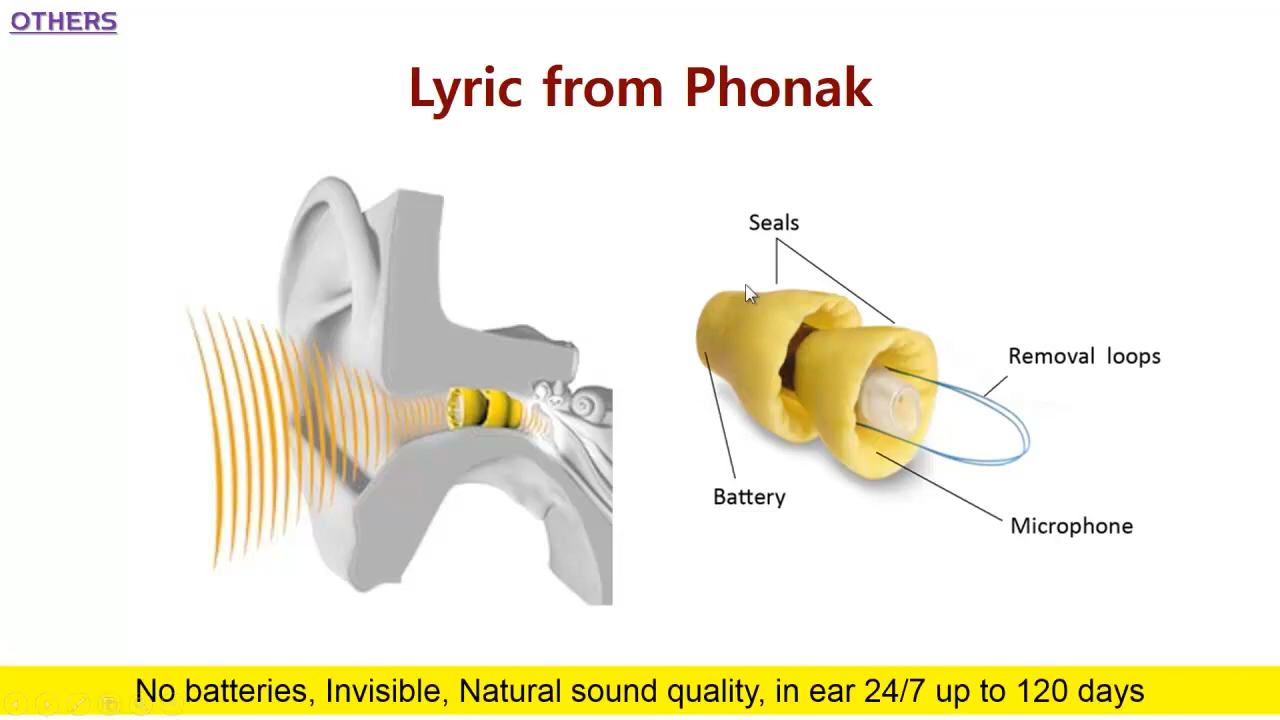 OTHERS
Lyric from Phonak
Seals
Removal loops
Battery
Microphone
No batteries, Invisible, Natural sound quality, in ear 24/7 up to 120 days